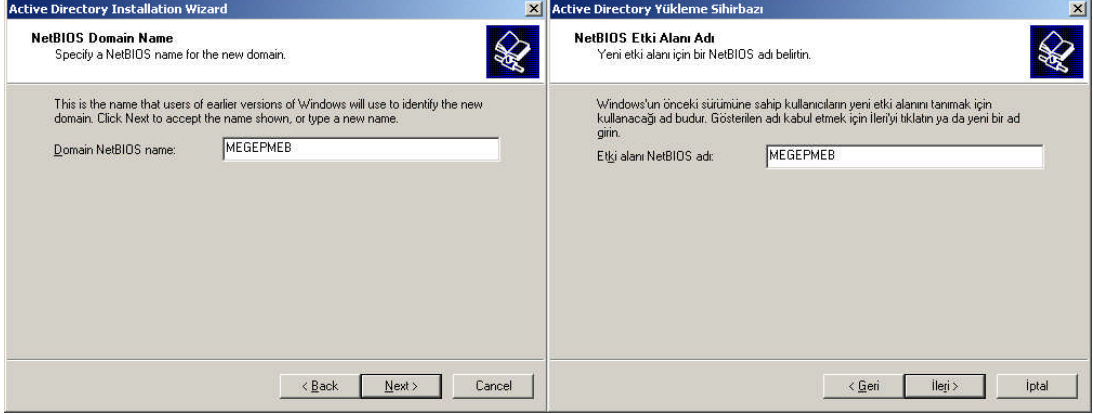 Active Directory Installation Wizard
NetBIOS Domain Name
Specify a NetBIOS name for the new domain.
This is the name that users of earlier versions of Windows will use to identify the new
domain. Click Next to accept the name shown, or type a new name.
Domain NetBIOS name:
MEGEPMEB
< Back
Next >
Cancel
Active Directory Yükleme Sihirbazı
NetBIOS Etki Alanı Adı
Yeni etki alanı için bir NetBIOS adı belirtin.
Windows'un önceki sürümüne sahip kullanıcıların yeni etki alanını tanımak için
kullanacağı ad budur. Gösterilen adı kabul etmek için İleri'yi tıklatın ya da yeni bir ad
girin.
Etki alanı NetBIOS adı:
MEGEPMEB
< Geri
İleri >
İptal